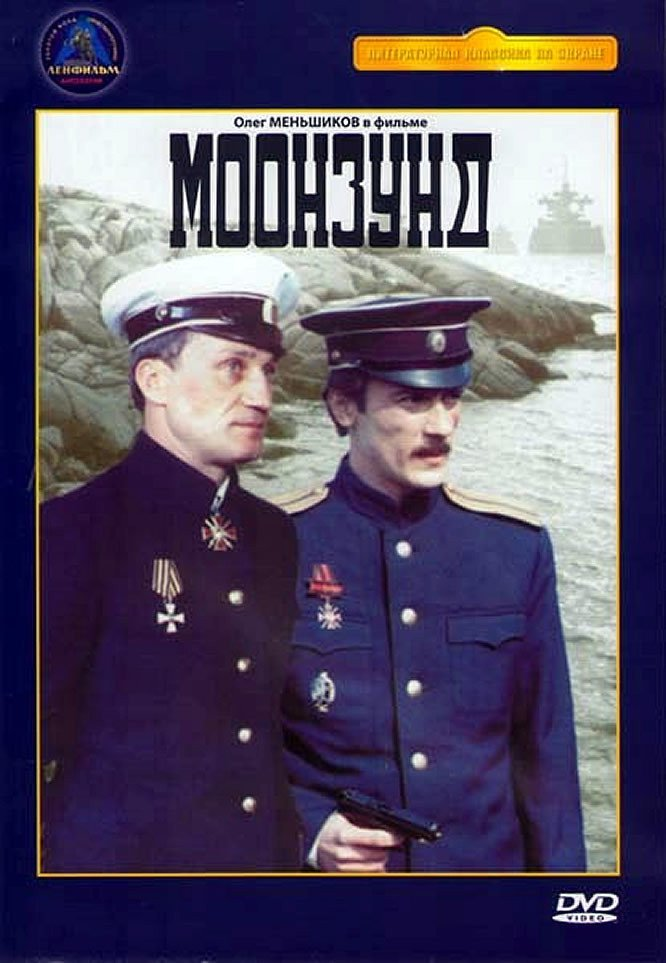 ЛЕНФИЛЬМ
ЛИТЕРАТУРНАЯ КЛАССИКА НА ЭКРАНЕ
Олег МЕНЬШИКОВ в фильме
МООНЗУНД
DVD
VIDEO